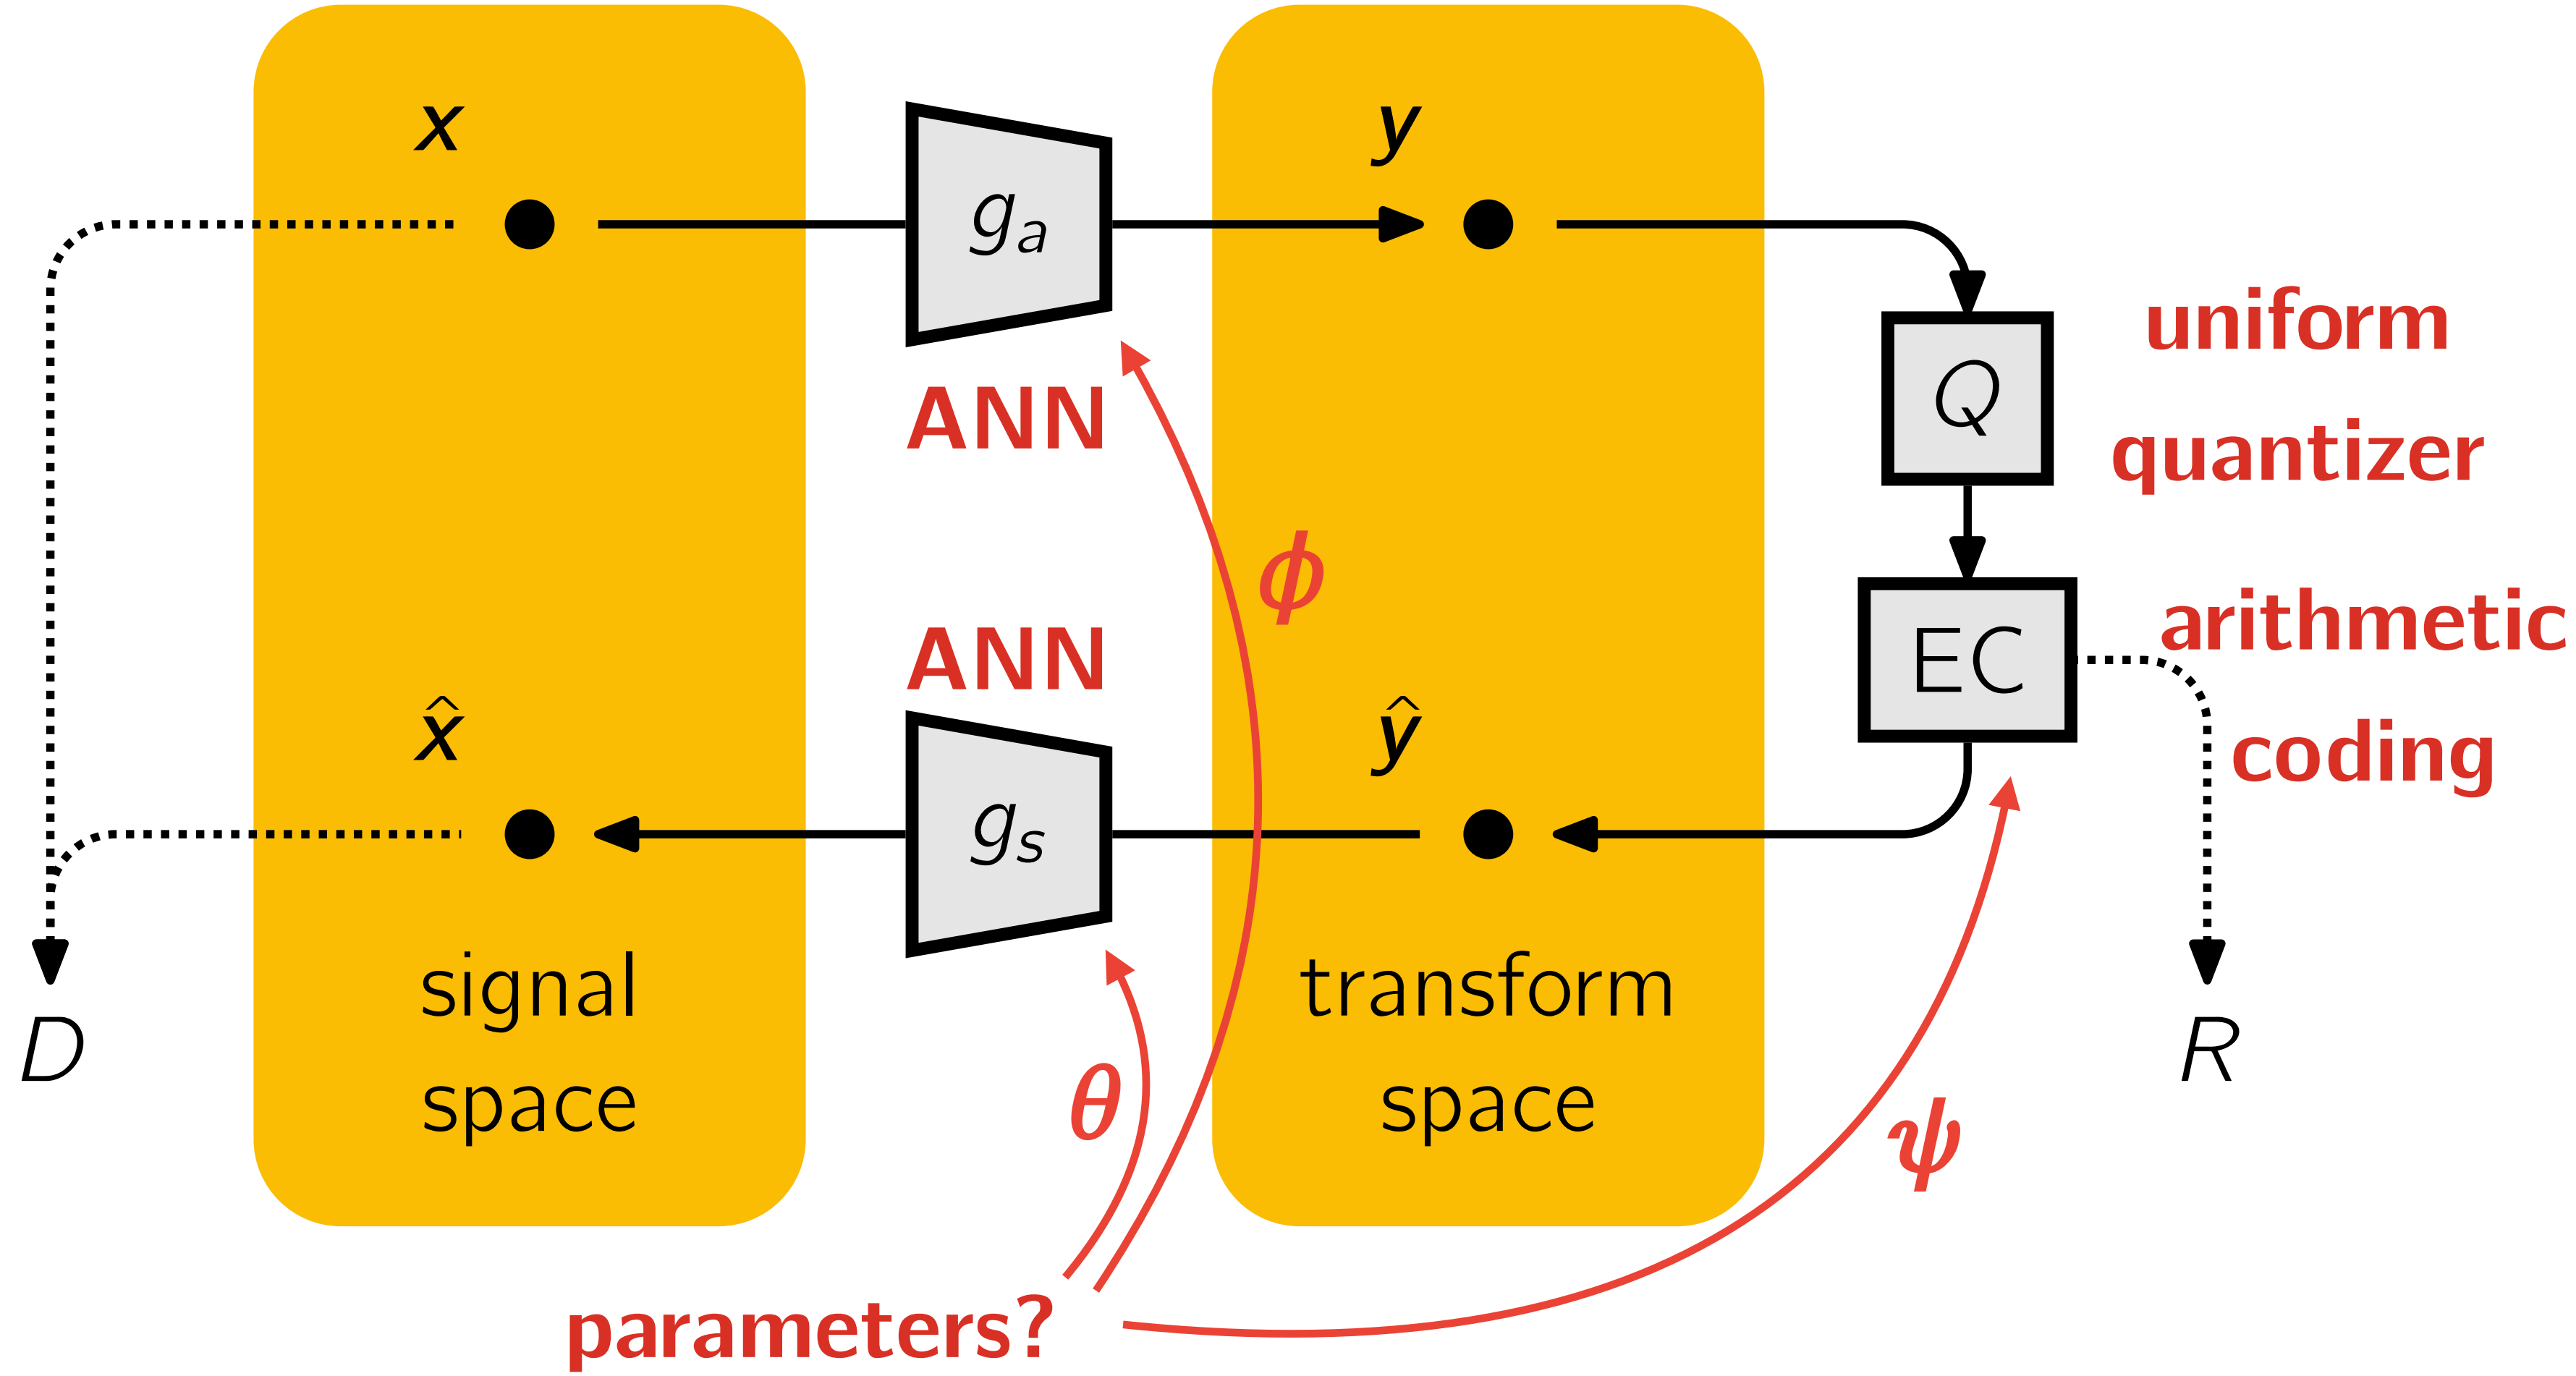 x
y
g_a
uniform
Q
quantizer
ANN
ϕ
arithmetic
ANN
EC
x̂
ŷ
coding
g_s
signal
space
transform
space
D
R
θ
ψ
parameters?